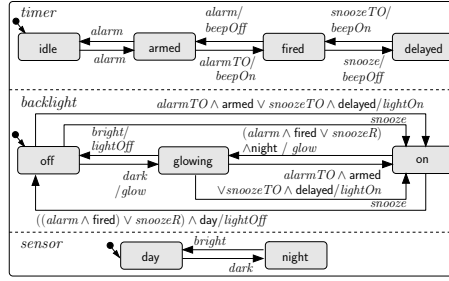 timer
alarm/
beepOff
snoozeTO/
beepOn
alarm
idle
armed
fired
delayed
alarm
alarmTO/
beepOn
snooze/
beepOff
backlight
alarmTO ∧ armed ∨ snoozeTO ∧ delayed/lightOn
snooze
bright/
lightOff
(alarm ∧ fired ∨ snoozeR)
∧night / glow
off
glowing
on
dark
/glow
alarmTO ∧ armed
∨snoozeTO ∧ delayed/lightOn
snooze
((alarm ∧ fired) ∨ snoozeR) ∧ day/lightOff
sensor
bright
day
night
dark